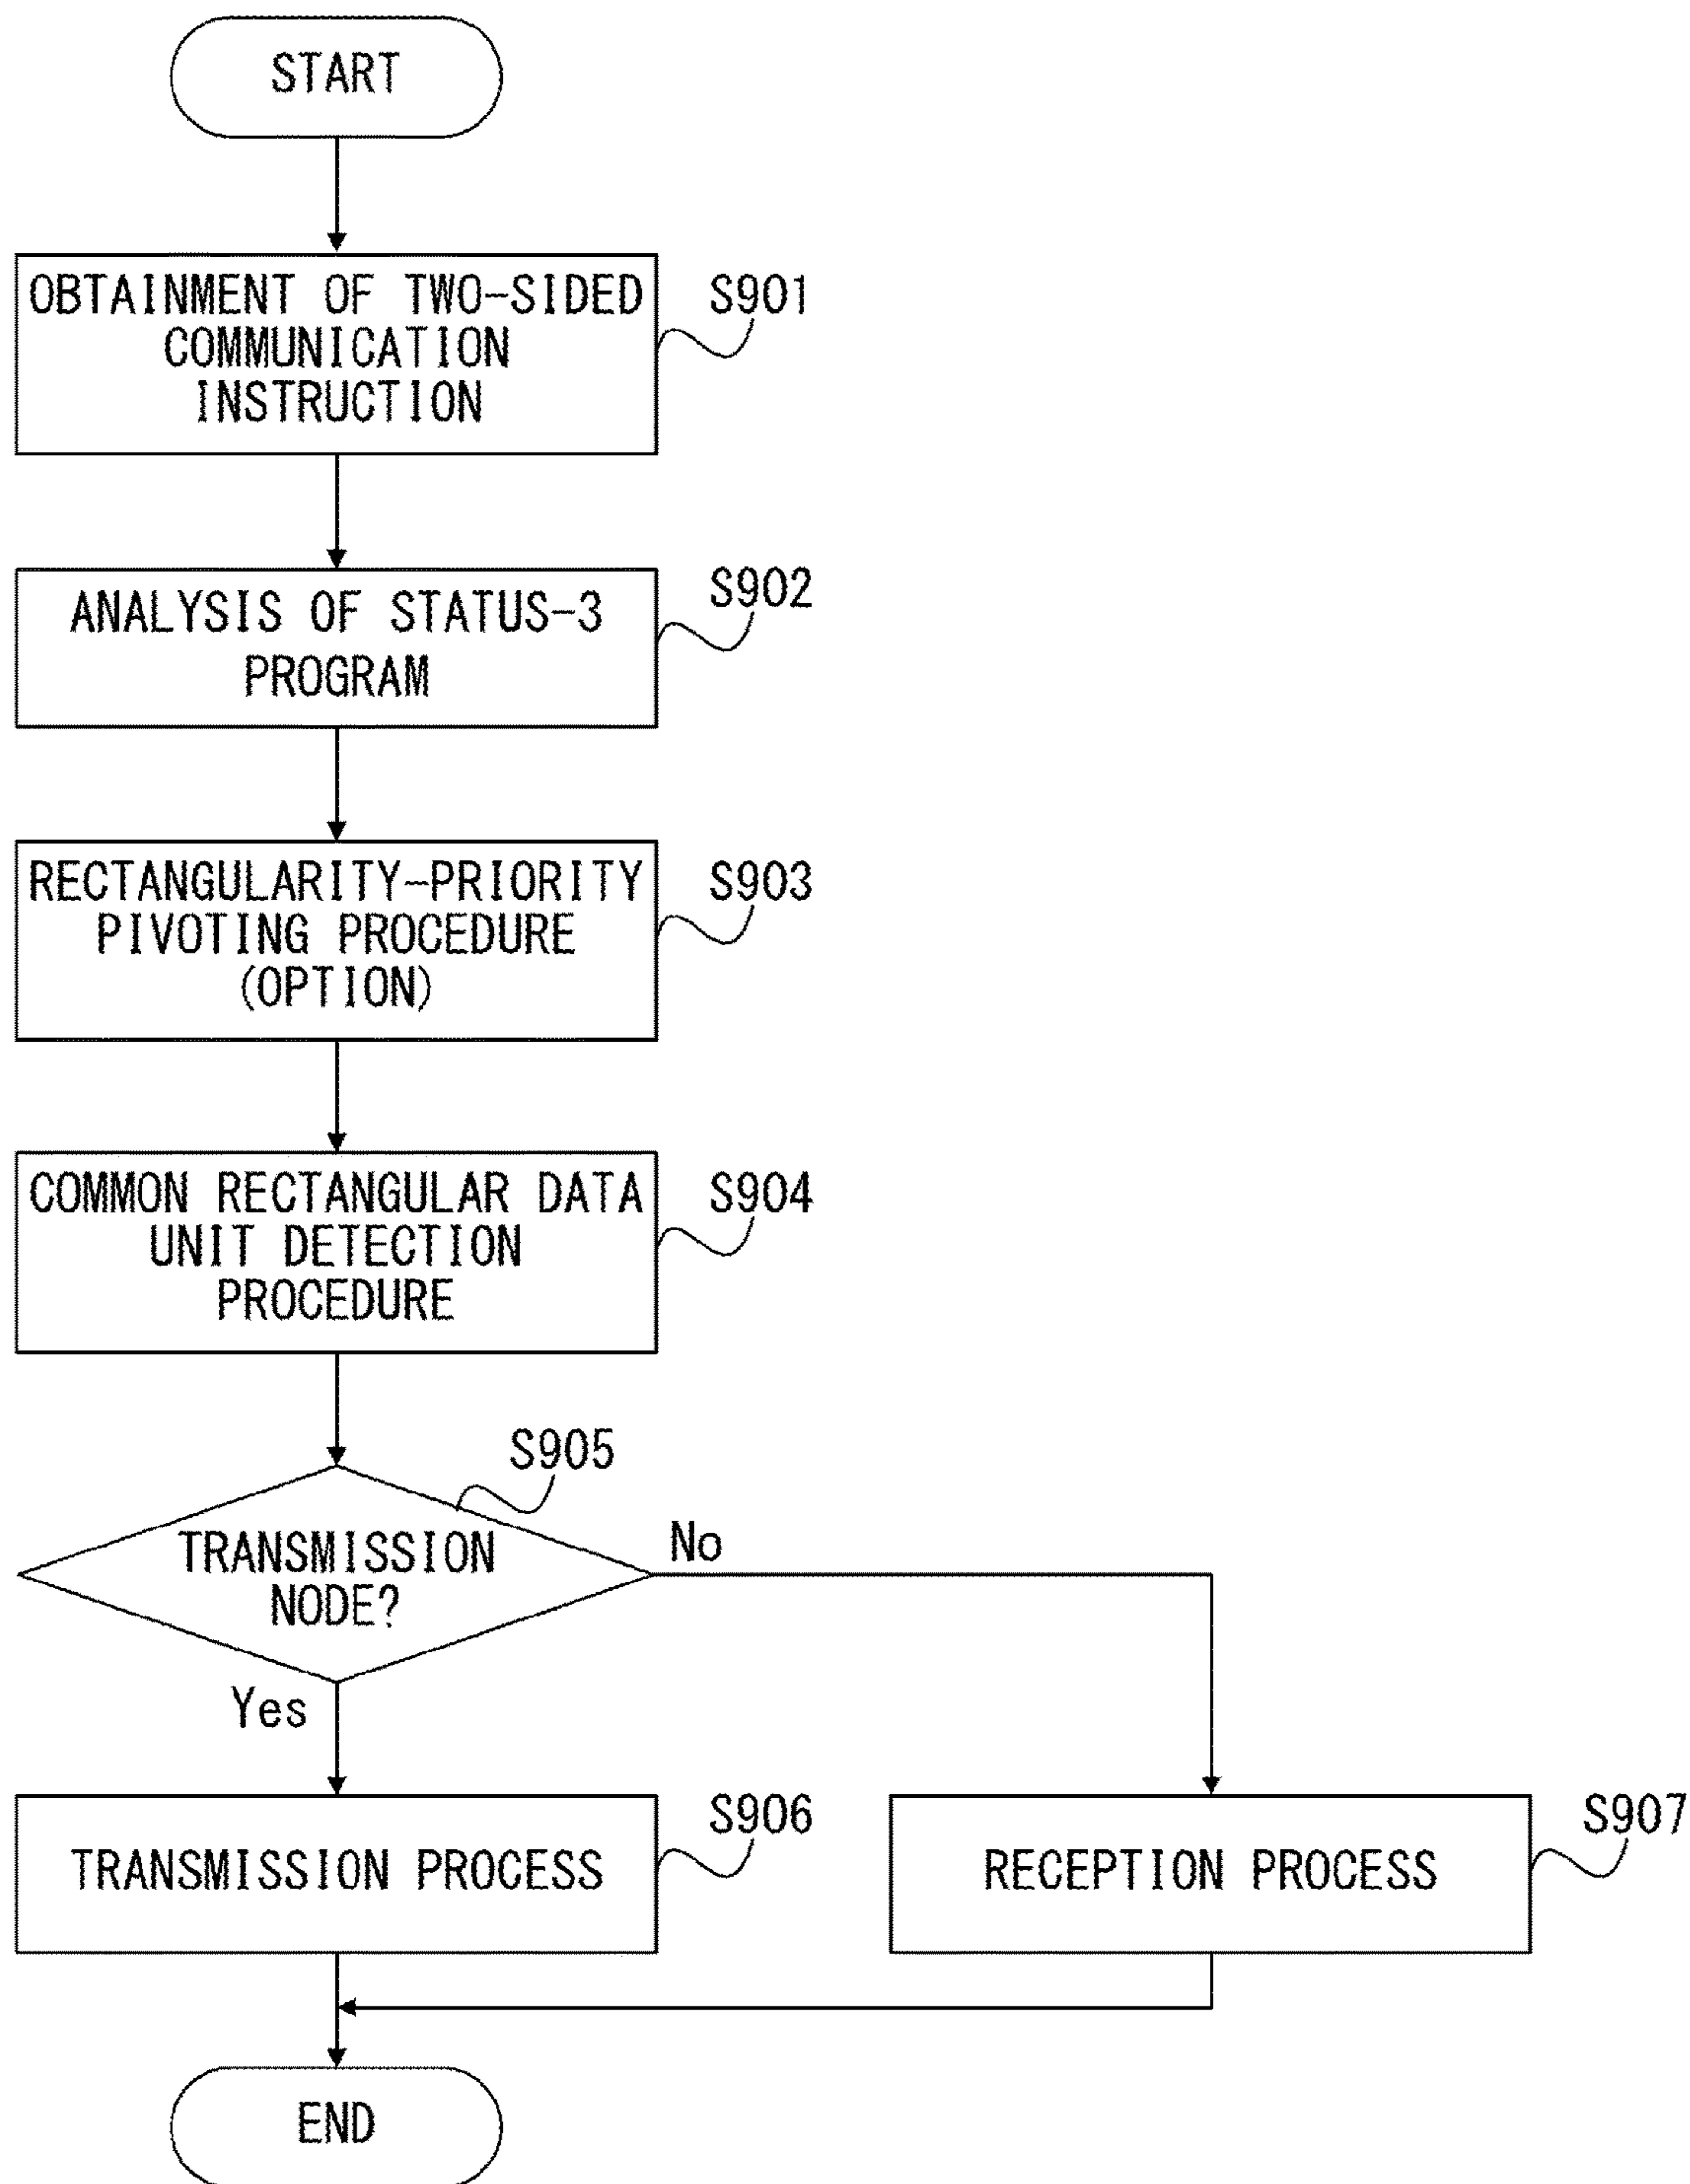 START
OBTAINMENT OF TWO-SIDED
COMMUNICATION
INSTRUCTION
S901
ANALYSIS OF STATUS-3
PROGRAM
S902
RECTANGULARITY-PRIORITY
PIVOTING PROCEDURE
(OPTION)
S903
COMMON RECTANGULAR DATA
UNIT DETECTION
PROCEDURE
S904
S905
TRANSMISSION
NODE?
No
Yes
TRANSMISSION PROCESS
S906
RECEPTION PROCESS
S907
END